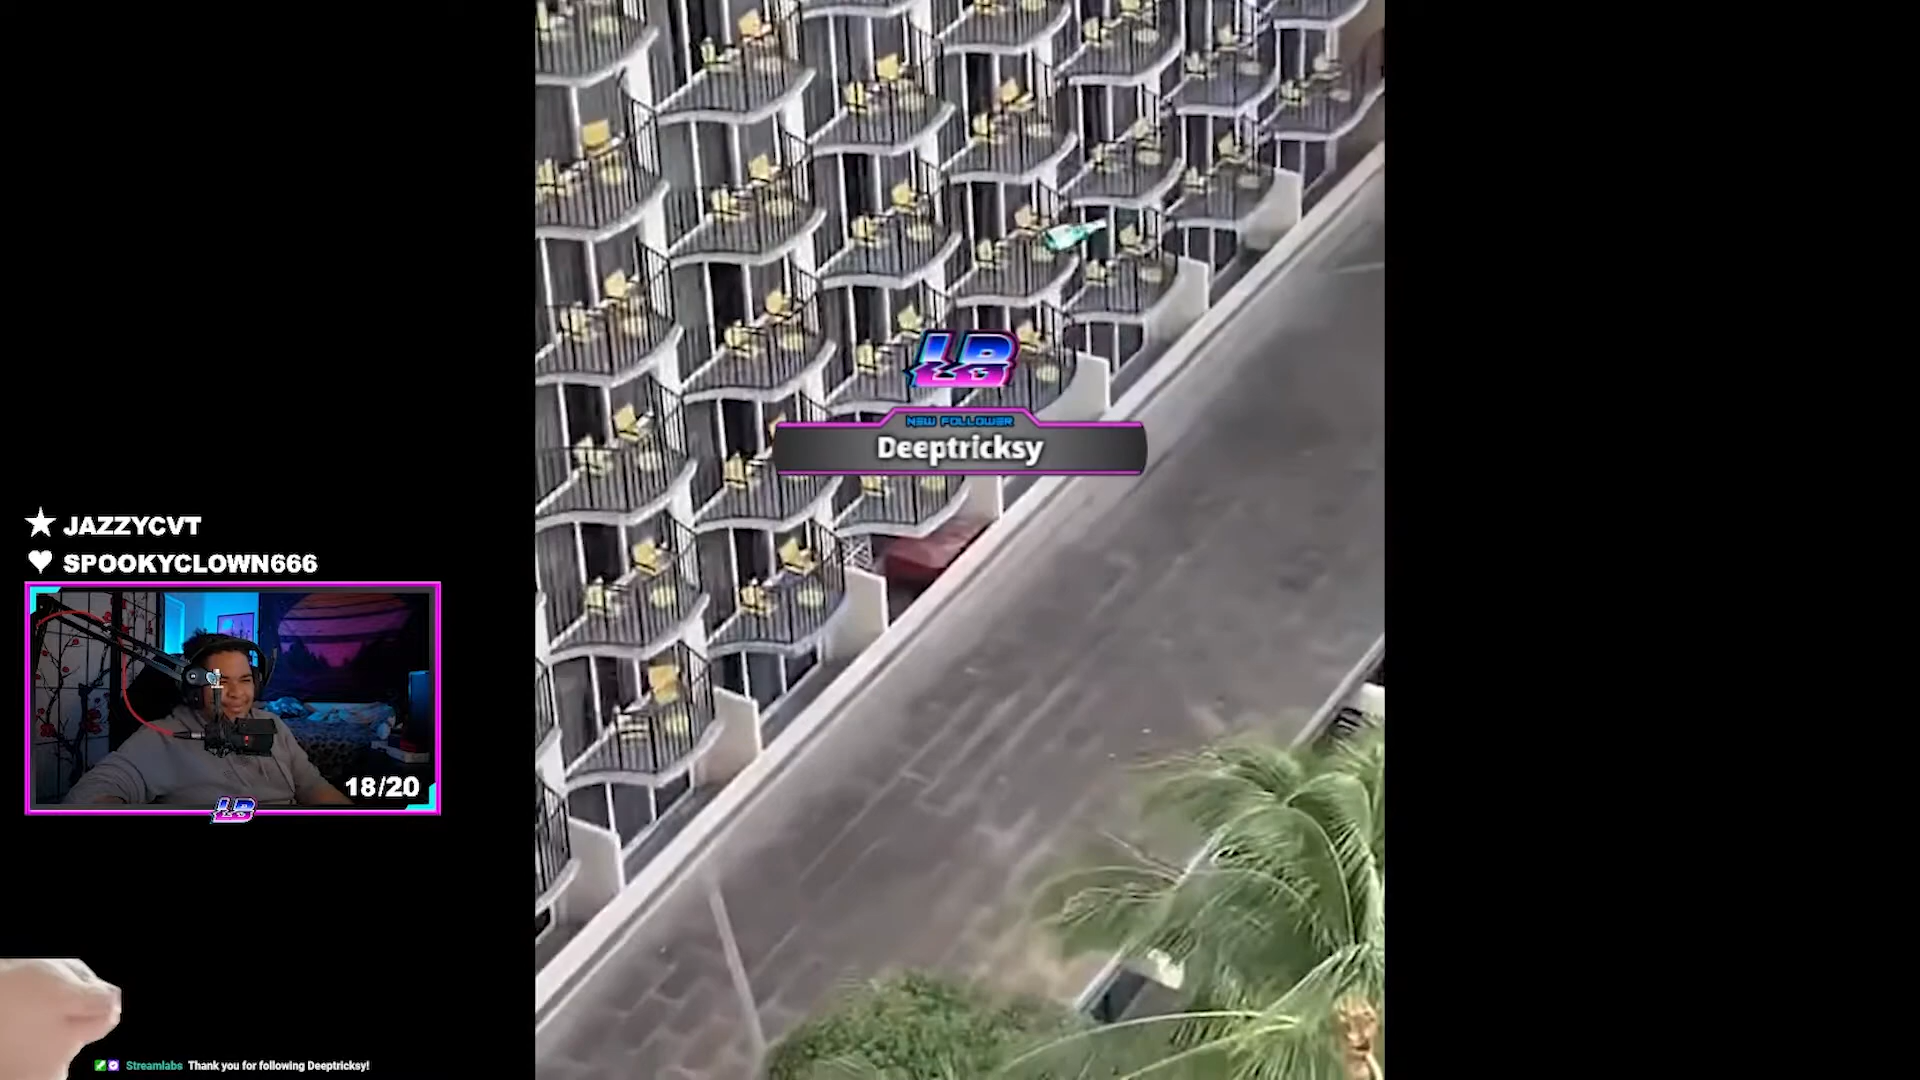 LB
NEW FOLLOWER
Deeptricksy
★ JAZZYCVT
♥ SPOOKYCLOWN666
18/20
LB
Streamlabs Thank you for following Deeptricksy!